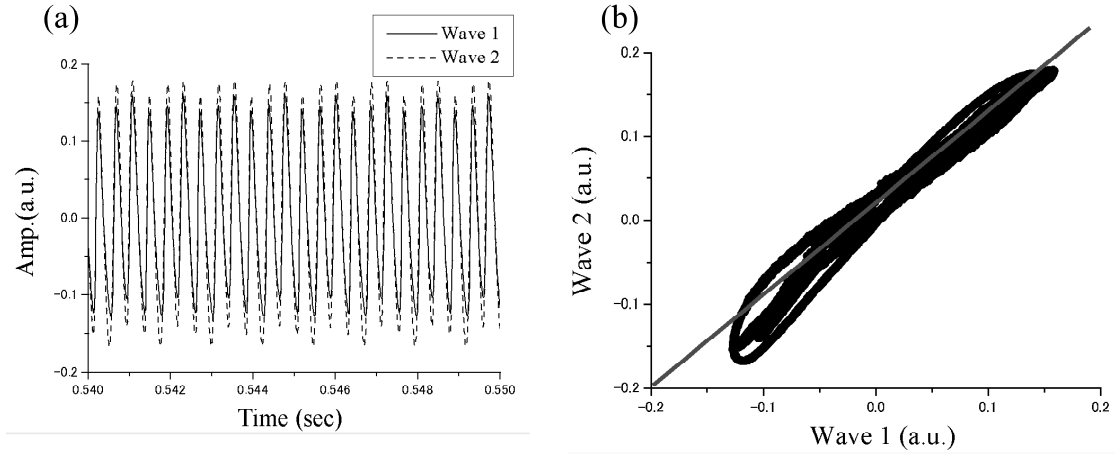 (a)
Wave 1
Wave 2
0.2
0.1
0.0
-0.1
-0.2
Amp.(a.u.)
0.540
0.542
0.544
0.546
0.548
0.550
Time (sec)
(b)
0.2
0.1
0.0
-0.1
-0.2
Wave 2 (a.u.)
-0.2
-0.1
0.0
0.1
0.2
Wave 1 (a.u.)